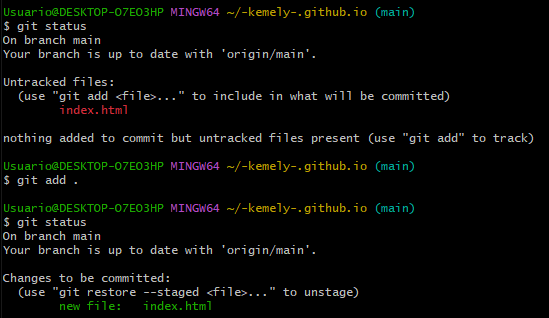 Usuario@DESKTOP-O7EO3HP MINGW64 ~/-kemely-.github.io (main)
$ git status
On branch main
Your branch is up to date with 'origin/main'.
Untracked files:
(use "git add <file>..." to include in what will be committed)
index.html
nothing added to commit but untracked files present (use "git add" to track)
Usuario@DESKTOP-O7EO3HP MINGW64 ~/-kemely-.github.io (main)
$ git add .
Usuario@DESKTOP-O7EO3HP MINGW64 ~/-kemely-.github.io (main)
$ git status
On branch main
Your branch is up to date with 'origin/main'.
Changes to be committed:
(use "git restore --staged <file>..." to unstage)
new file:   index.html